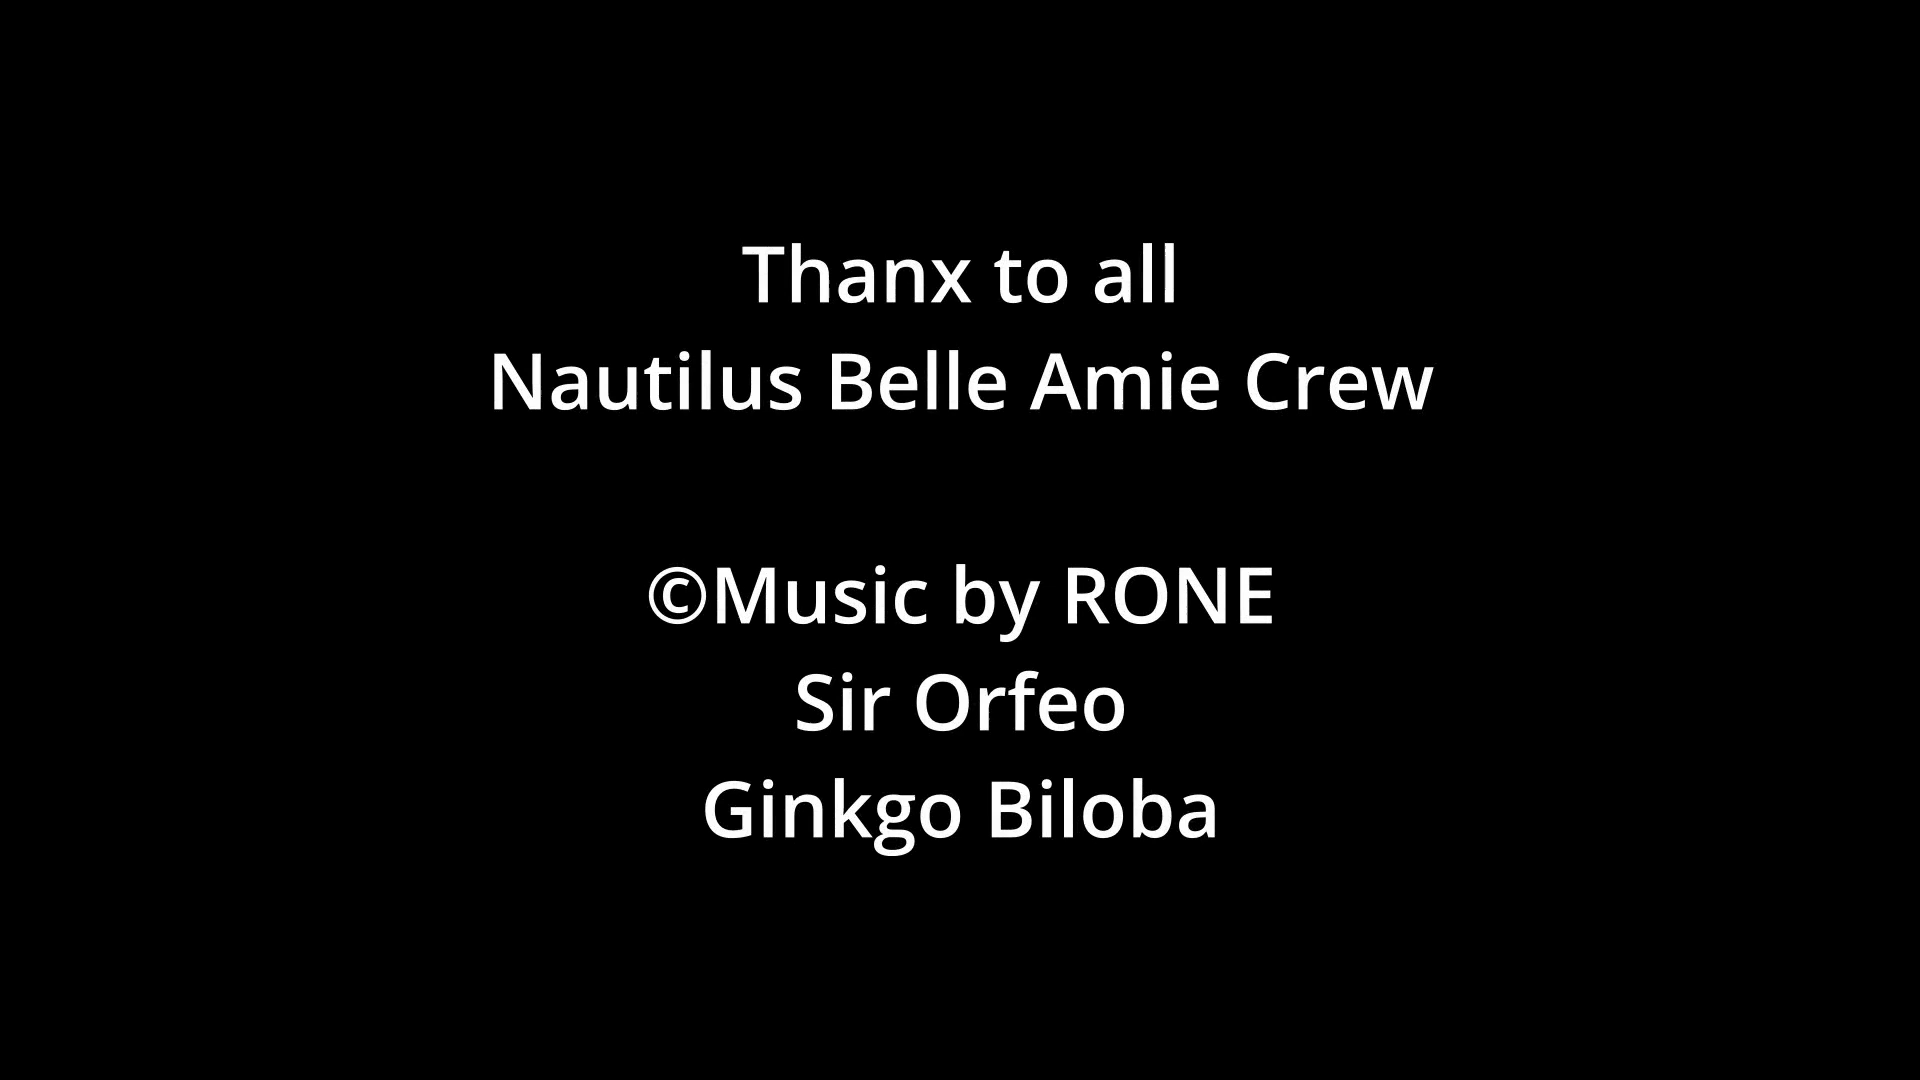 Thanx to all
Nautilus Belle Amie Crew
©Music by RONE
Sir Orfeo
Ginkgo Biloba